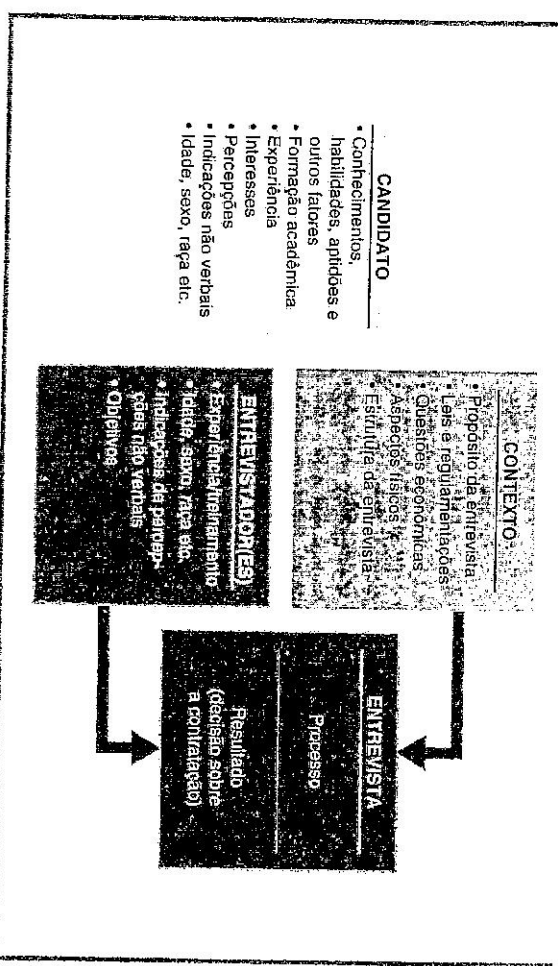 CANDIDATO
• Conhecimentos,
habilidades, aptidões e
outros fatores
• Formação acadêmica
• Experiência
• Interesses
• Percepções
• Indicações não verbais
• Idade, sexo, raça etc.
CONTEXTO
• Propósito da entrevista
• Leis e regulamentações
• Questões econômicas
• Aspectos físicos
• Estrutura da entrevista
ENTREVISTADOR(ES)
• Experiência/treinamento
• Idade, sexo, raça etc.
• Indicações de percep-
ções não verbais
• Objetivos
ENTREVISTA
Processo
Resultado
(decisão sobre
a contratação)